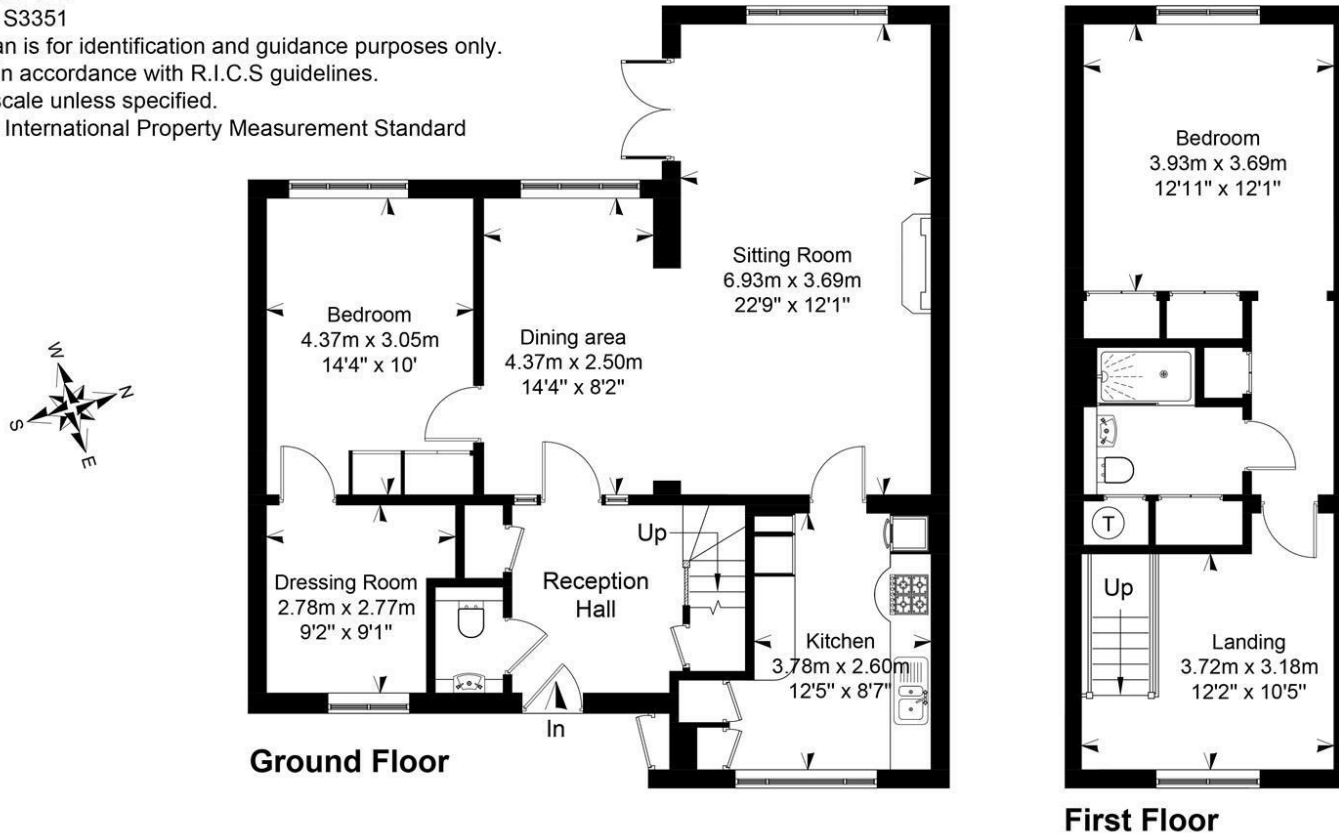 S3351
an is for identification and guidance purposes only.
n accordance with R.I.C.S guidelines.
scale unless specified.
International Property Measurement Standard
Bedroom
3.93m x 3.69m
12'11" x 12'1"
Sitting Room
6.93m x 3.69m
22'9" x 12'1"
Bedroom
4.37m x 3.05m
14'4" x 10'
Dining area
4.37m x 2.50m
14'4" x 8'2"
W
N
S
E
T
Up
Dressing Room
2.78m x 2.77m
9'2" x 9'1"
Reception
Hall
Up
Kitchen
3.78m x 2.60m
12'5" x 8'7"
Landing
3.72m x 3.18m
12'2" x 10'5"
In
Ground Floor
First Floor